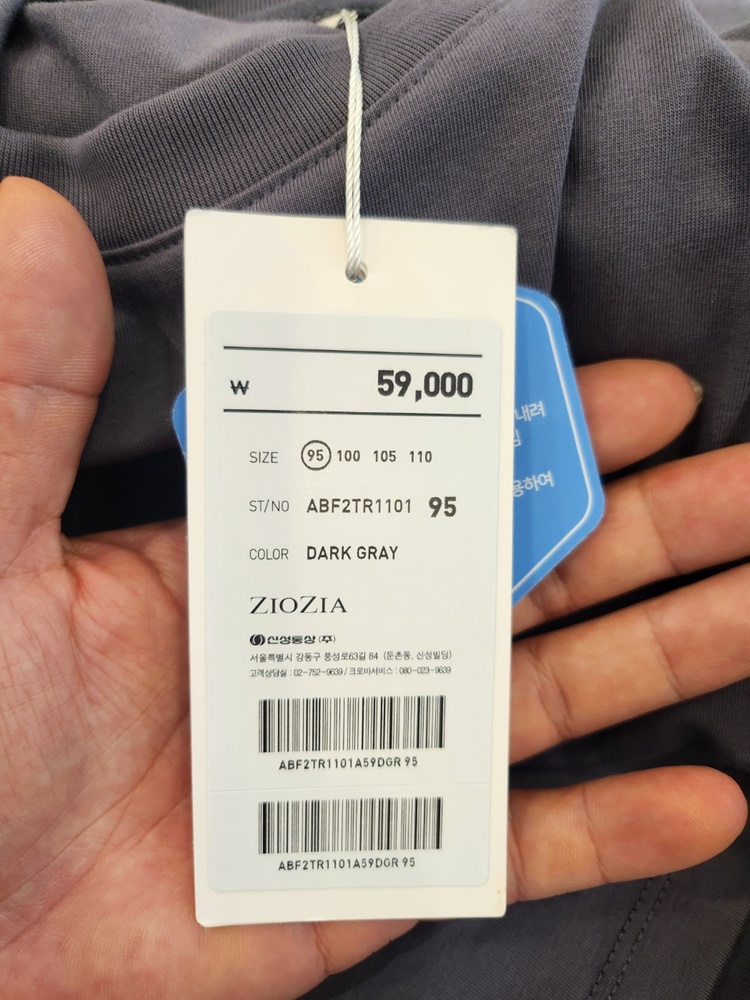 ₩ 59,000
SIZE 95 100 105 110
ST/NO ABF2TR1101 95
COLOR DARK GRAY
ZIOZIA
신성통상 (주)
서울특별시 강동구 풍성로63길 84 (둔촌동, 신성빌딩)
고객상담실 : 02-752-9639 / 크로바서비스 : 080-023-9639
ABF2TR1101A59DGR 95
ABF2TR1101A59DGR 95
내려
용하여